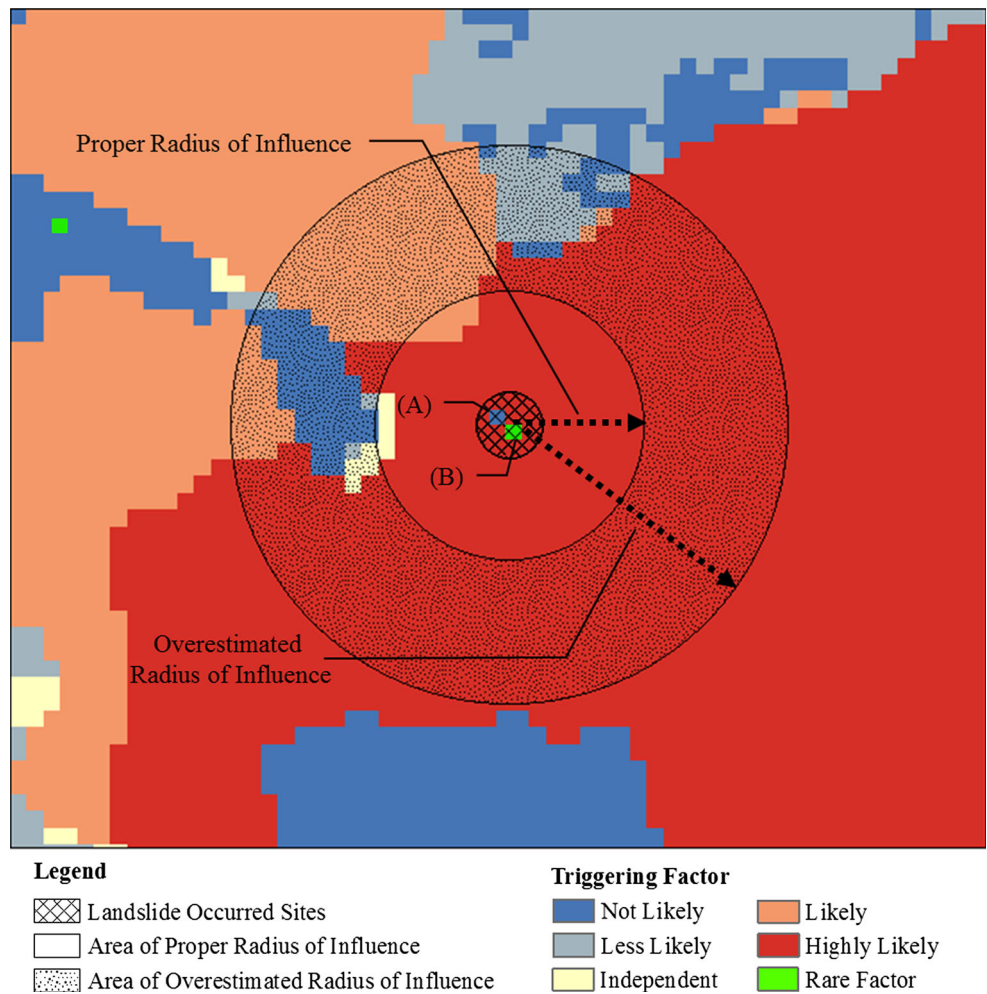 Proper Radius of Influence
(A)
(B)
Overestimated
Radius of Influence
Legend
Landslide Occurred Sites
Area of Proper Radius of Influence
Area of Overestimated Radius of Influence
Triggering Factor
Not Likely
Less Likely
Independent
Likely
Highly Likely
Rare Factor